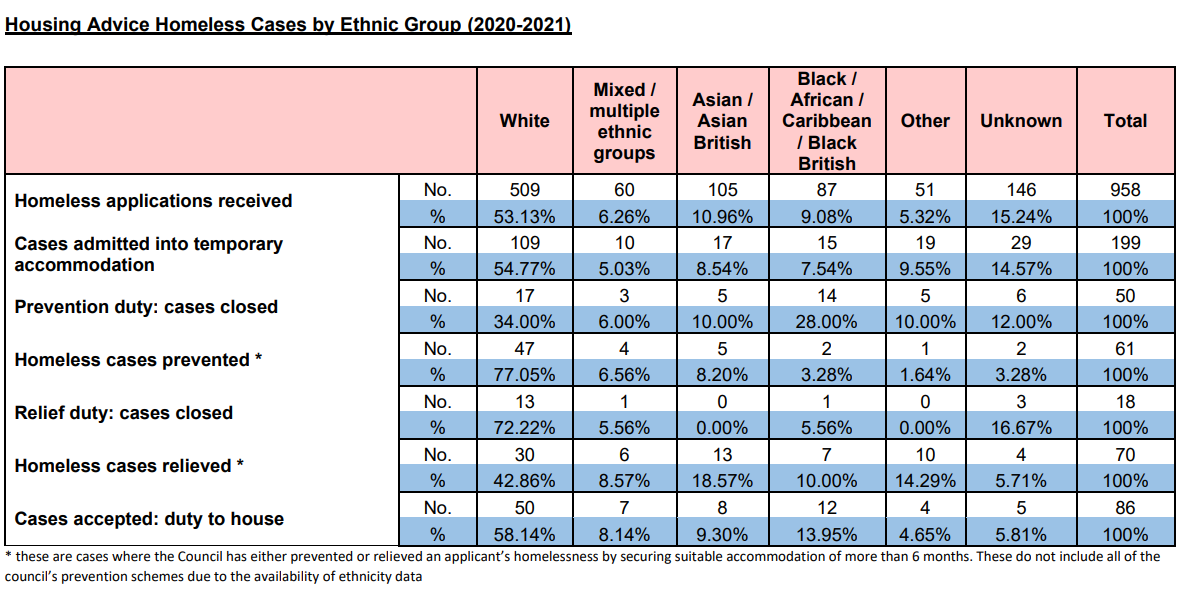 Housing Advice Homeless Cases by Ethnic Group (2020-2021)
White
Mixed /
multiple
ethnic
groups
Asian /
Asian
British
Black /
African /
Caribbean
/ Black
British
Other
Unknown
Total
Homeless applications received
No. 509 60 105 87 51 146 958
% 53.13% 6.26% 10.96% 9.08% 5.32% 15.24% 100%
Cases admitted into temporary
accommodation
No. 109 10 17 15 19 29 199
% 54.77% 5.03% 8.54% 7.54% 9.55% 14.57% 100%
Prevention duty: cases closed
No. 17 3 5 14 5 6 50
% 34.00% 6.00% 10.00% 28.00% 10.00% 12.00% 100%
Homeless cases prevented *
No. 47 4 5 2 1 2 61
% 77.05% 6.56% 8.20% 3.28% 1.64% 3.28% 100%
Relief duty: cases closed
No. 13 1 0 1 0 3 18
% 72.22% 5.56% 0.00% 5.56% 0.00% 16.67% 100%
Homeless cases relieved *
No. 30 6 13 7 10 4 70
% 42.86% 8.57% 18.57% 10.00% 14.29% 5.71% 100%
Cases accepted: duty to house
No. 50 7 8 12 4 5 86
% 58.14% 8.14% 9.30% 13.95% 4.65% 5.81% 100%
* these are cases where the Council has either prevented or relieved an applicant's homelessness by securing suitable accommodation of more than 6 months. These do not include all of the
council's prevention schemes due to the availability of ethnicity data